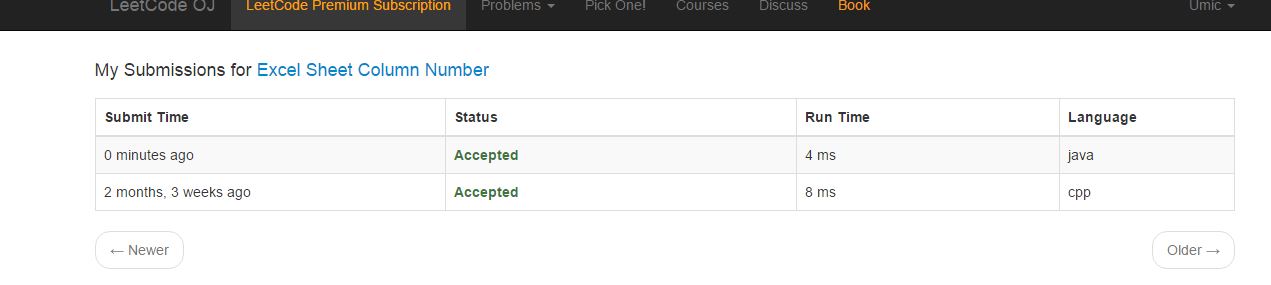 LeetCode OJ LeetCode Premium Subscription Problems Pick One! Courses Discuss Book Umic
My Submissions for Excel Sheet Column Number
Submit Time Status Run Time Language
0 minutes ago Accepted 4 ms java
2 months, 3 weeks ago Accepted 8 ms cpp
← Newer Older →